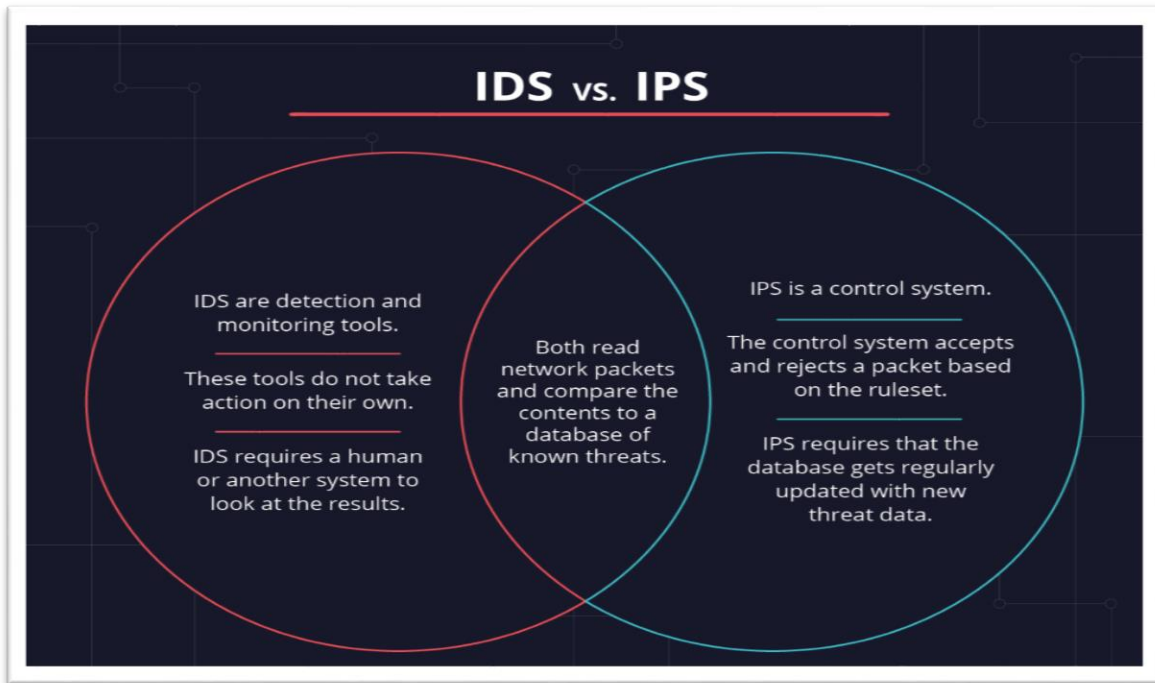 IDS vs. IPS
IDS are detection and
monitoring tools.
These tools do not take
action on their own.
IDS requires a human
or another system to
look at the results.
Both read
network packets
and compare the
contents to a
database of
known threats.
IPS is a control system.
The control system accepts
and rejects a packet based
on the ruleset.
IPS requires that the
database gets regularly
updated with new
threat data.